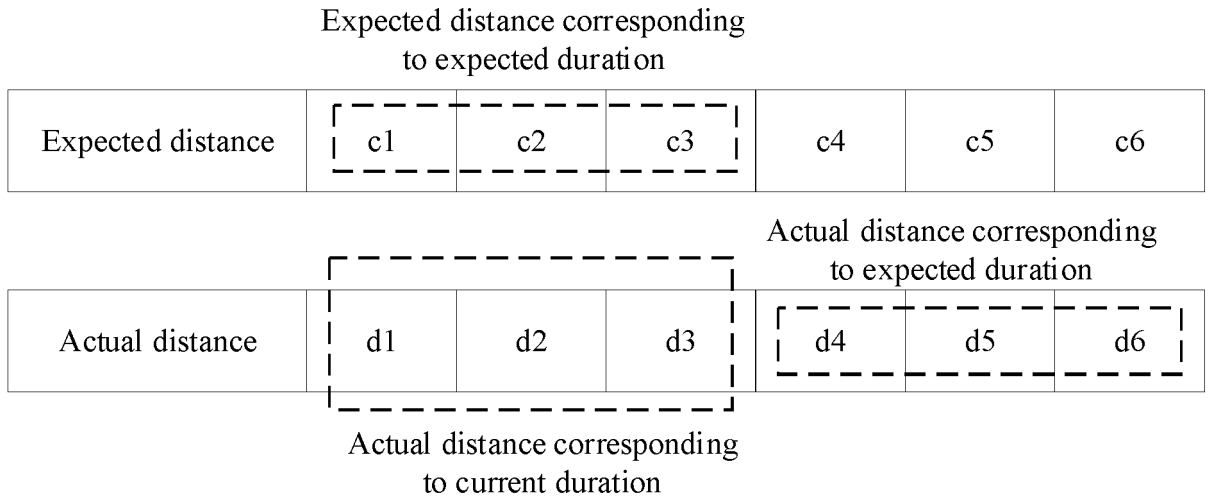 Expected distance corresponding
to expected duration
Expected distance c1 c2 c3 c4 c5 c6
Actual distance corresponding
to expected duration
Actual distance d1 d2 d3 d4 d5 d6
Actual distance corresponding
to current duration